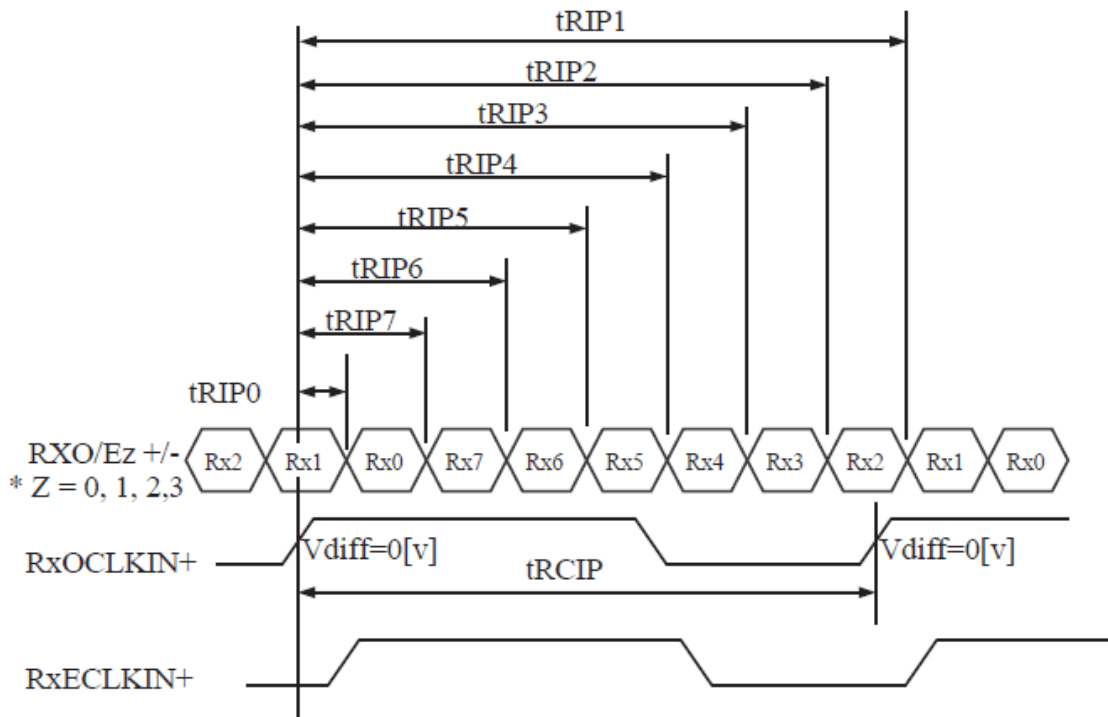 tRIP1
tRIP2
tRIP3
tRIP4
tRIP5
tRIP6
tRIP7
tRIP0
RXO/Ez +/- Rx2 Rx1 Rx0 Rx7 Rx6 Rx5 Rx4 Rx3 Rx2 Rx1 Rx0
* Z = 0, 1, 2,3
RxOCLKIN+ Vdiff=0[v] Vdiff=0[v]
tRCIP
RxECLKIN+